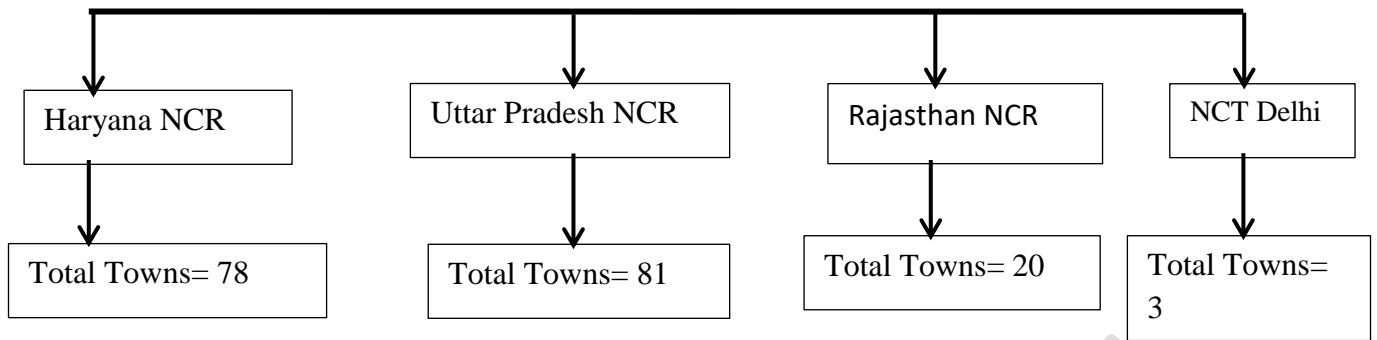 Haryana NCR
Uttar Pradesh NCR
Rajasthan NCR
NCT Delhi
Total Towns= 78
Total Towns= 81
Total Towns= 20
Total Towns=
3